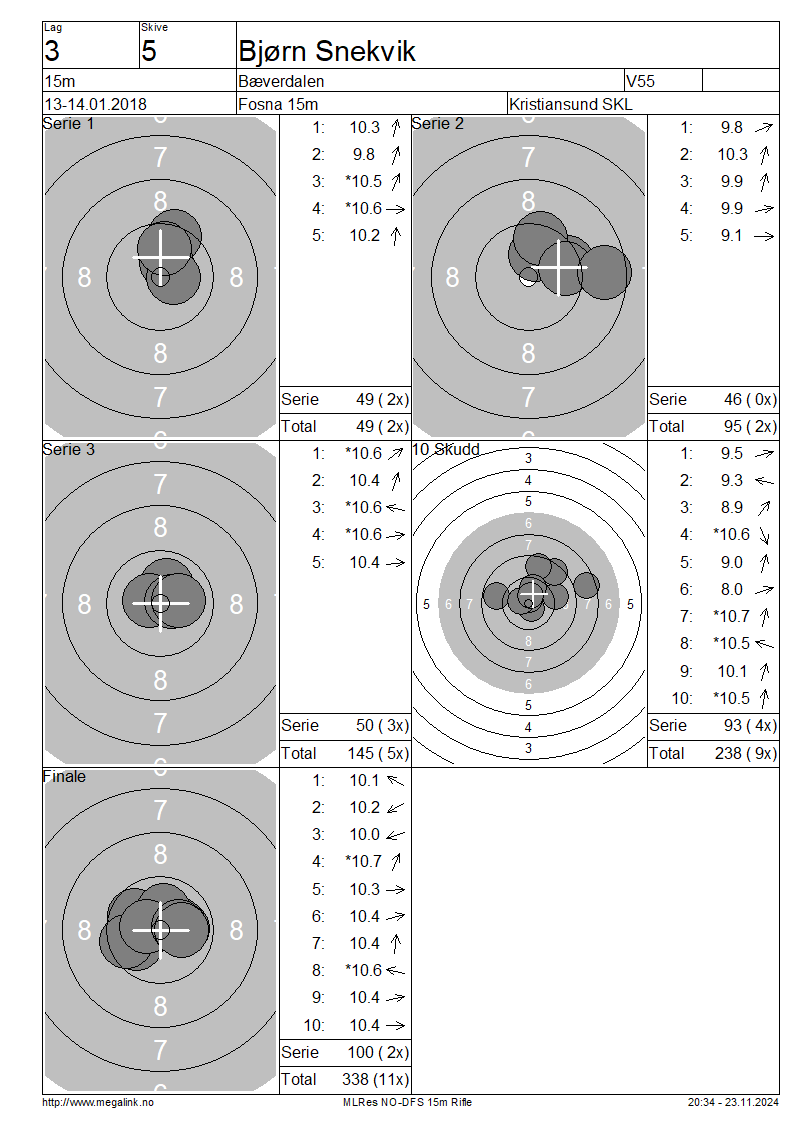 Lag
Skive
3
5
Bjørn Snekvik
15m
Bæverdalen
V55
13-14.01.2018
Fosna 15m
Kristiansund SKL
Serie 1
6
7
8
8 8
8
7
6
1: 10.3
2: 9.8
3: *10.5
4: *10.6
5: 10.2
Serie 49 ( 2x)
Total 49 ( 2x)
Serie 2
6
7
8
8
8
7
6
1: 9.8
2: 10.3
3: 9.9
4: 9.9
5: 9.1
Serie 46 ( 0x)
Total 95 ( 2x)
Serie 3
6
7
8
8 8
8
7
6
1: *10.6
2: 10.4
3: *10.6
4: *10.6
5: 10.4
Serie 50 ( 3x)
Total 145 ( 5x)
10 Skudd
3
4
5
6
7
5 6 7 8 7 6 5
8
7
6
5
4
3
1: 9.5
2: 9.3
3: 8.9
4: *10.6
5: 9.0
6: 8.0
7: *10.7
8: *10.5
9: 10.1
10: *10.5
Serie 93 ( 4x)
Total 238 ( 9x)
Finale
6
7
8
8 8
8
7
6
1: 10.1
2: 10.2
3: 10.0
4: *10.7
5: 10.3
6: 10.4
7: 10.4
8: *10.6
9: 10.4
10: 10.4
Serie 100 ( 2x)
Total 338 (11x)
http://www.megalink.no
MLRes NO-DFS 15m Rifle
20:34 - 23.11.2024